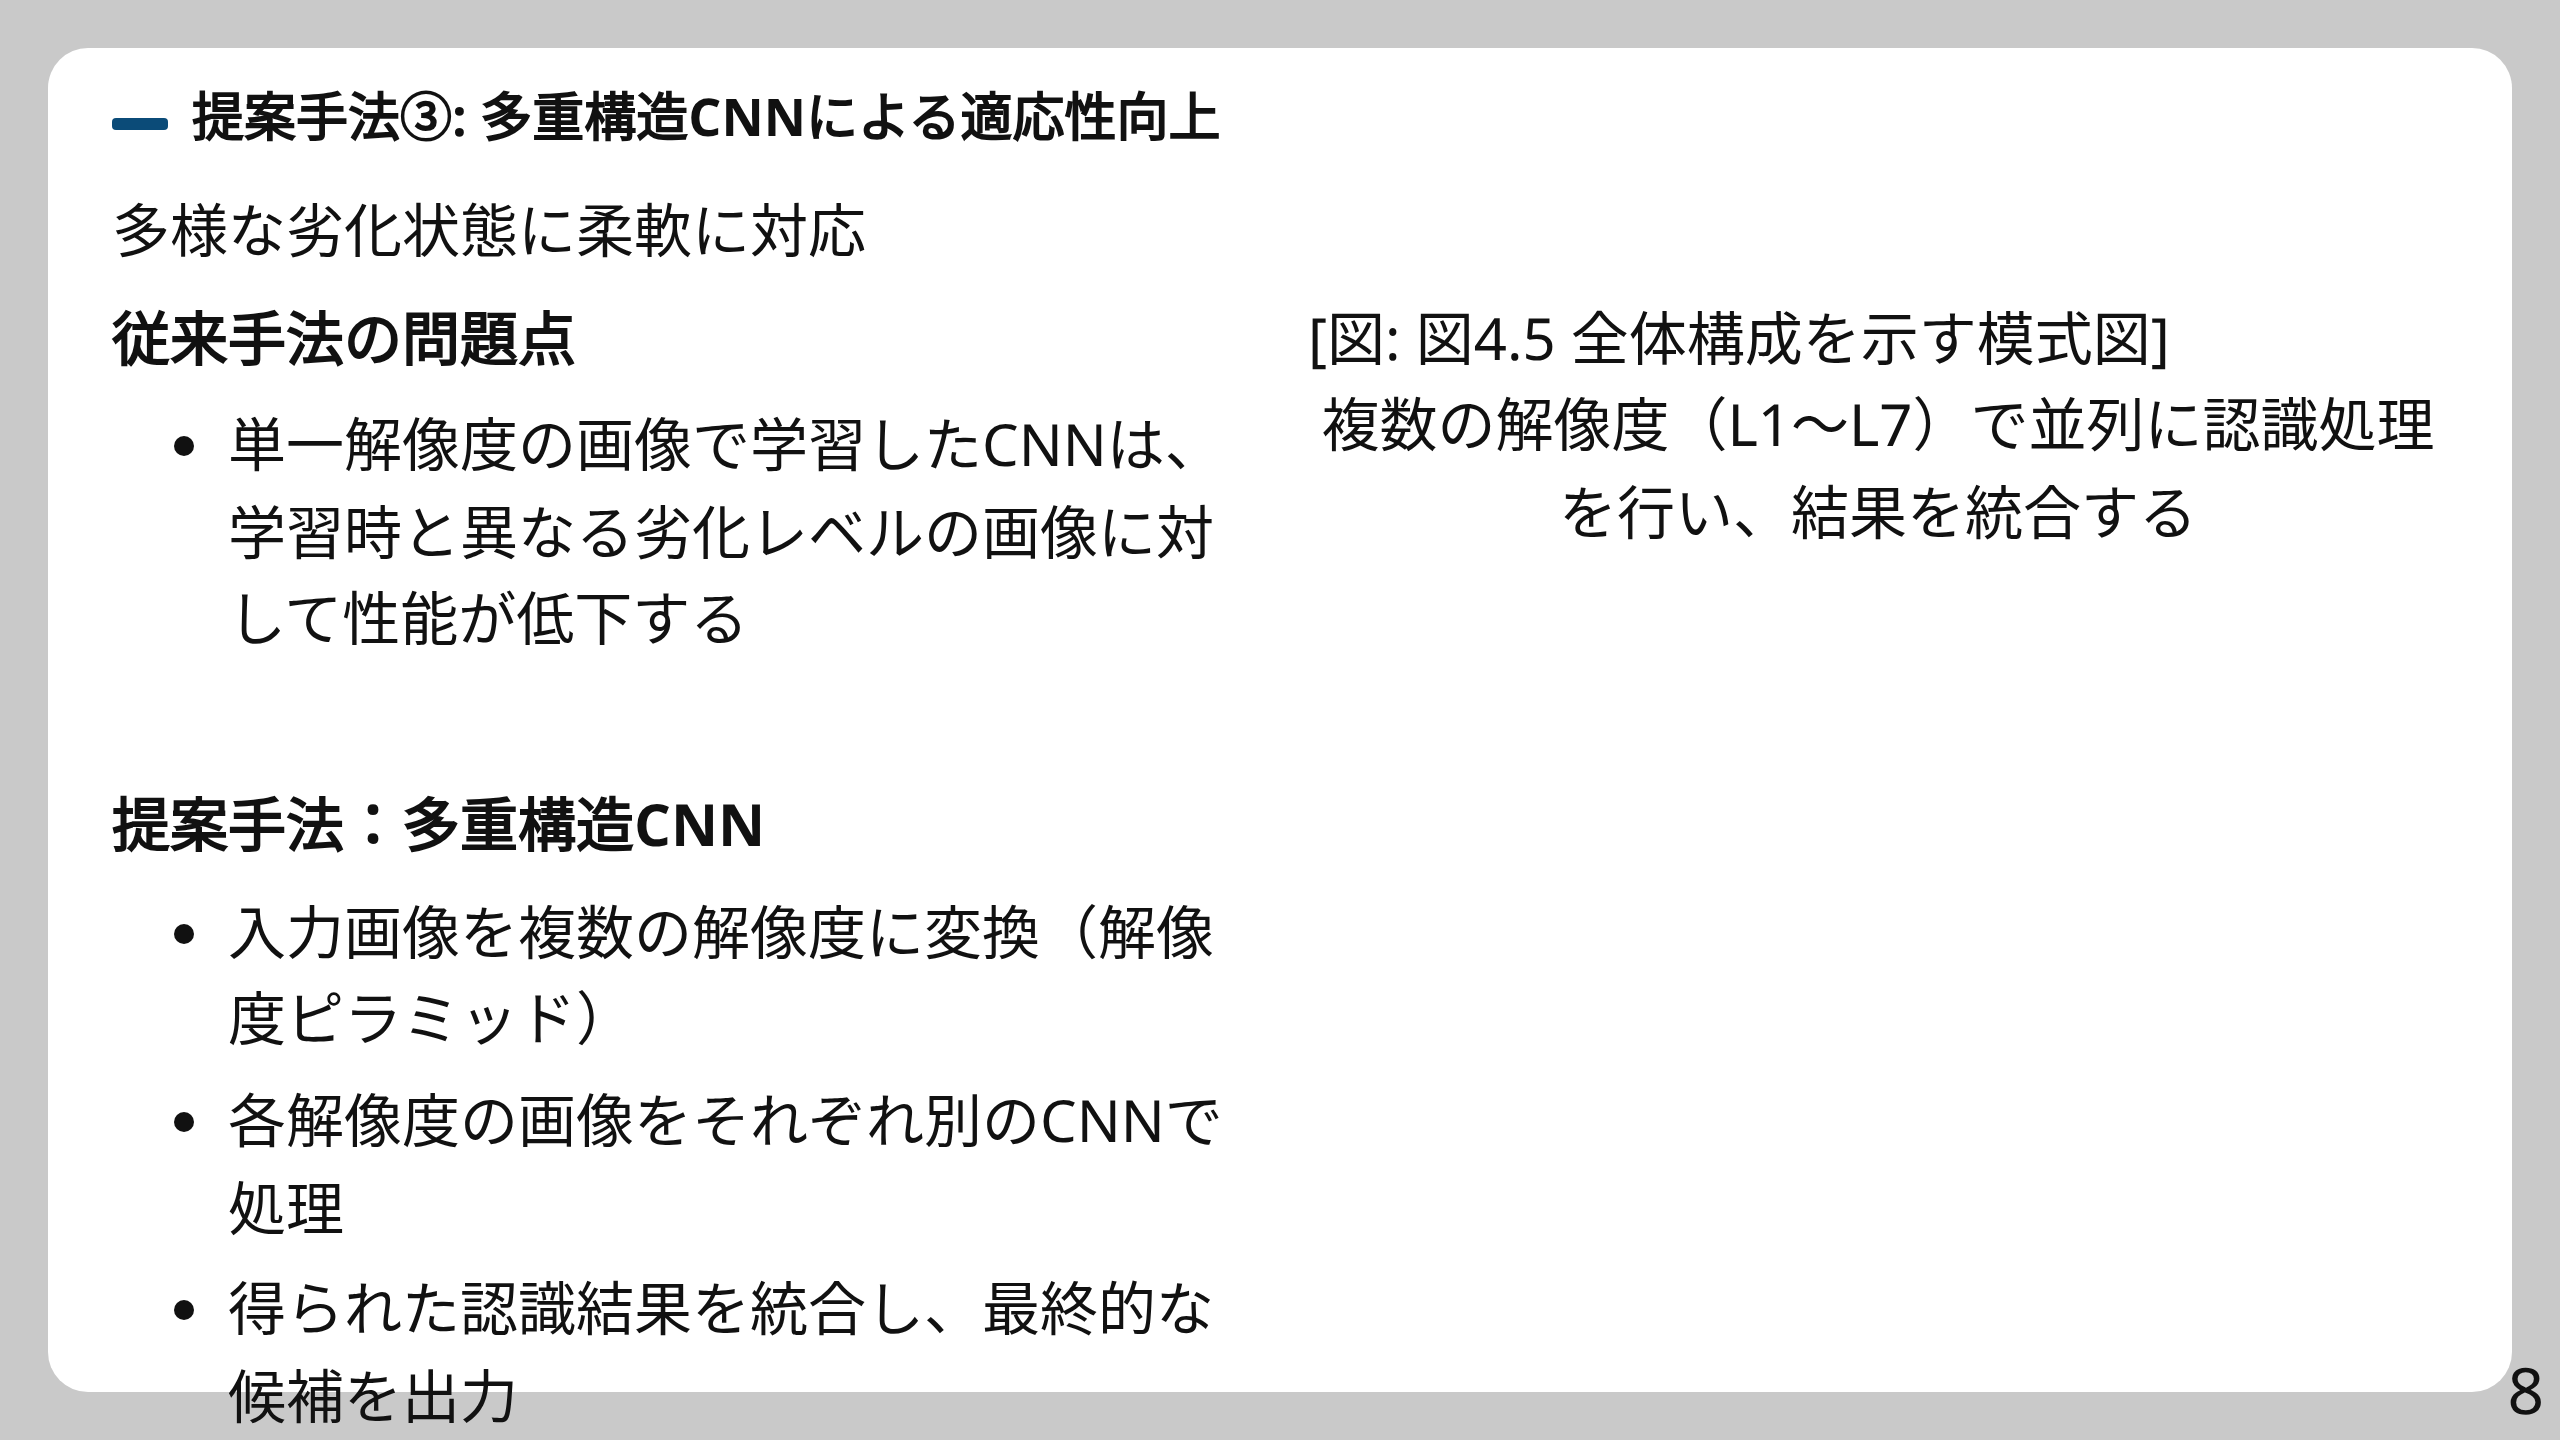 提案手法③: 多重構造CNNによる適応性向上
多様な劣化状態に柔軟に対応
従来手法の問題点
• 単一解像度の画像で学習したCNNは、
学習時と異なる劣化レベルの画像に対
して性能が低下する
提案手法：多重構造CNN
• 入力画像を複数の解像度に変換（解像
度ピラミッド）
• 各解像度の画像をそれぞれ別のCNNで
処理
• 得られた認識結果を統合し、最終的な
候補を出力
[図: 図4.5 全体構成を示す模式図]
複数の解像度（L1～L7）で並列に認識処理
を行い、結果を統合する
8